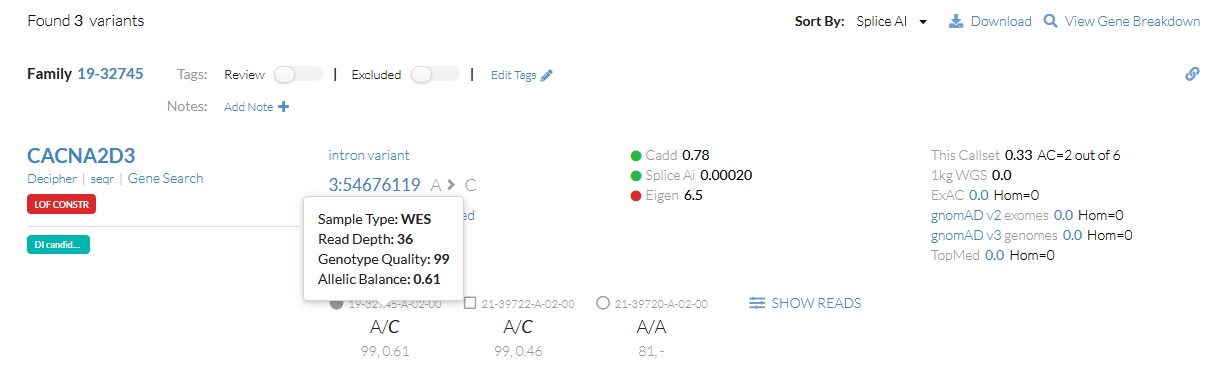 Found 3 variants
Sort By: Splice AI Download View Gene Breakdown
Family 19-32745 Tags: Review | Excluded | Edit Tags
Notes: Add Note
CACNA2D3
Decipher | seqr | Gene Search
LOF CONSTR
DI candid...
intron variant
3:54676119 A > C
ed
Sample Type: WES
Read Depth: 36
Genotype Quality: 99
Allelic Balance: 0.61
Cadd 0.78
Splice Ai 0.00020
Eigen 6.5
This Callset 0.33 AC=2 out of 6
1kg WGS 0.0
ExAC 0.0 Hom=0
gnomAD v2 exomes 0.0 Hom=0
gnomAD v3 genomes 0.0 Hom=0
TopMed 0.0 Hom=0
19-32745-A-02-00 21-39722-A-02-00 21-39720-A-02-00 SHOW READS
A/C A/C A/A
99, 0.61 99, 0.46 81, -